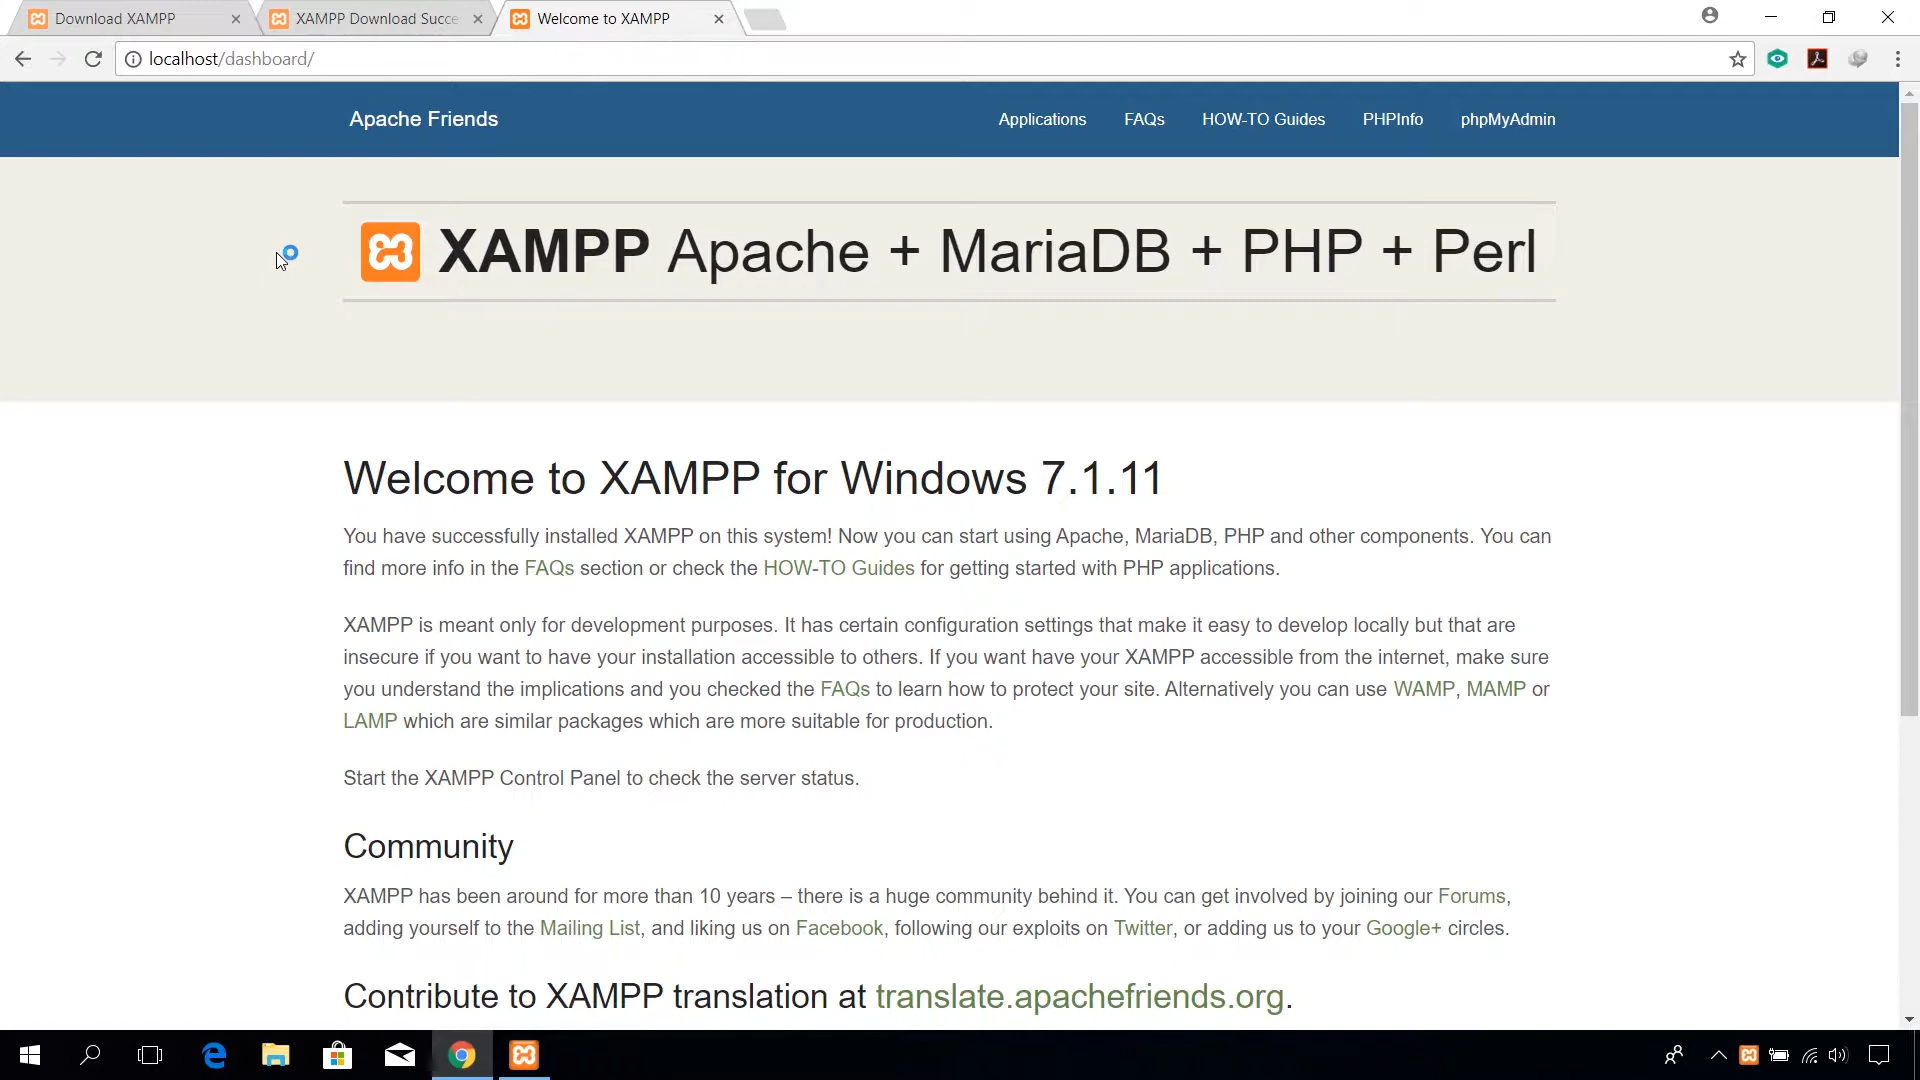 Download XAMPP
XAMPP Download Succe
Welcome to XAMPP
localhost/dashboard/
Apache Friends
Applications
FAQs
HOW-TO Guides
PHPInfo
phpMyAdmin
XAMPP Apache + MariaDB + PHP + Perl
Welcome to XAMPP for Windows 7.1.11
You have successfully installed XAMPP on this system! Now you can start using Apache, MariaDB, PHP and other components. You can
find more info in the FAQs section or check the HOW-TO Guides for getting started with PHP applications.
XAMPP is meant only for development purposes. It has certain configuration settings that make it easy to develop locally but that are
insecure if you want to have your installation accessible to others. If you want have your XAMPP accessible from the internet, make sure
you understand the implications and you checked the FAQs to learn how to protect your site. Alternatively you can use WAMP, MAMP or
LAMP which are similar packages which are more suitable for production.
Start the XAMPP Control Panel to check the server status.
Community
XAMPP has been around for more than 10 years – there is a huge community behind it. You can get involved by joining our Forums,
adding yourself to the Mailing List, and liking us on Facebook, following our exploits on Twitter, or adding us to your Google+ circles.
Contribute to XAMPP translation at translate.apachefriends.org.